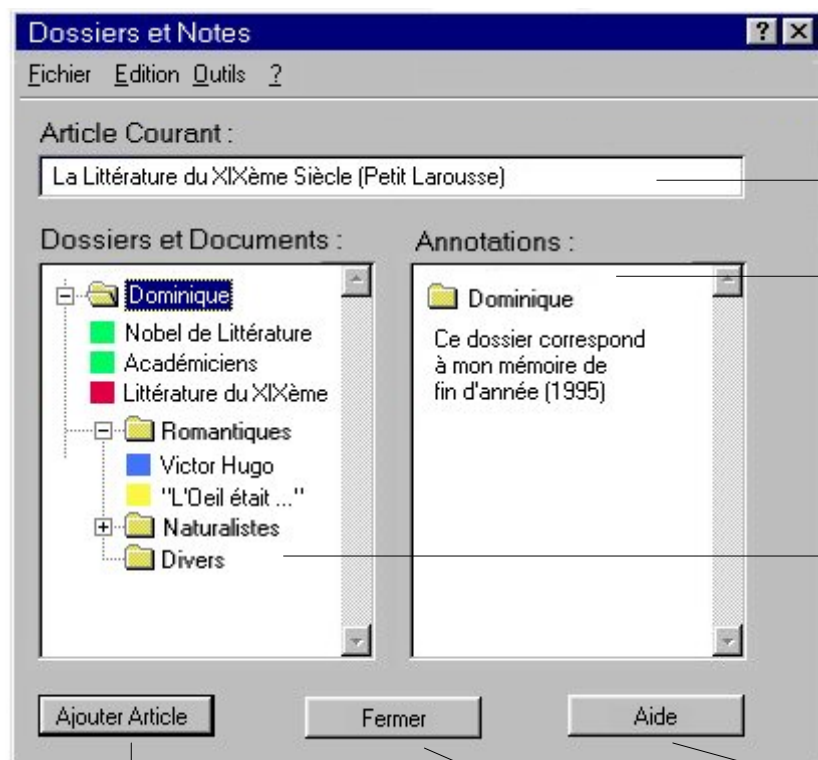 Dossiers et Notes
Fichier Edition Outils ?
Article Courant :
La Littérature du XIXème Siècle (Petit Larousse)
Dossiers et Documents :
Dominique
Nobel de Littérature
Académiciens
Littérature du XIXème
Romantiques
Victor Hugo
"L'Oeil était ..."
Naturalistes
Divers
Annotations :
Dominique
Ce dossier correspond
à mon mémoire de
fin d'année (1995)
Ajouter Article
Fermer
Aide